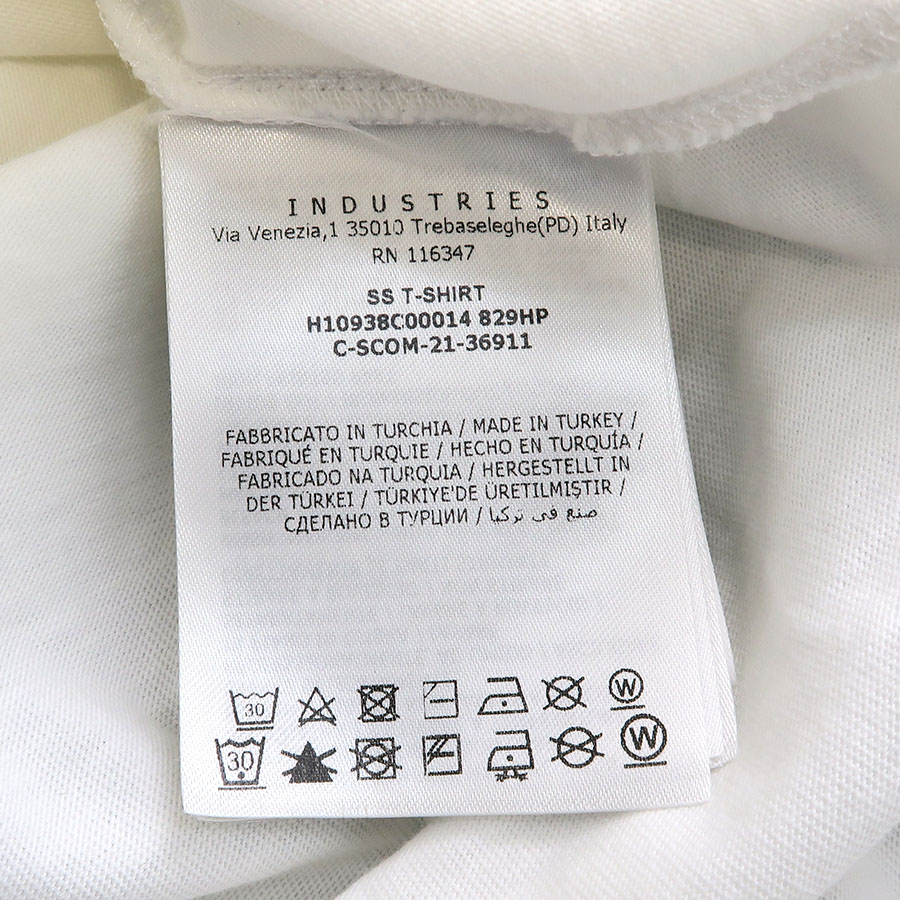 INDUSTRIES
Via Venezia,1 35010 Trebaseleghe(PD) Italy
RN 116347
SS T-SHIRT
H10938C00014 829HP
C-SCOM-21-36911
FABBRICATO IN TURCHIA / MADE IN TURKEY /
FABRIQUÉ EN TURQUIE / HECHO EN TURQUÍA /
FABRICADO NA TURQUIA / HERGESTELLT IN
DER TÜRKEI / TÜRKIYE'DE ÜRETILMIŞTIR /
СДЕЛАНО В ТУРЦИИ / صنع في تركيا
30 W
30 W